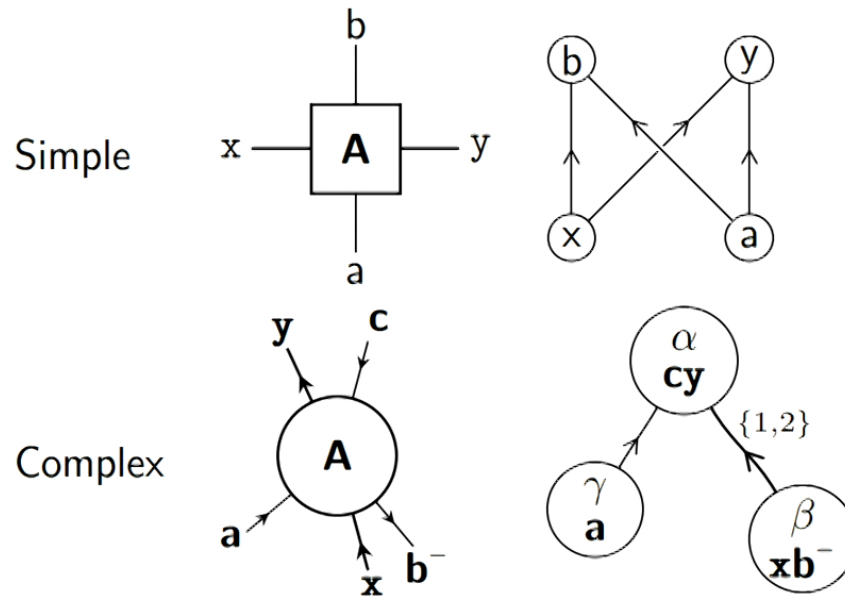 b
b y
Simple x A y
x a
a
y c
α
cy
{1,2}
Complex A
γ
a
a
β
b⁻
x
xb⁻